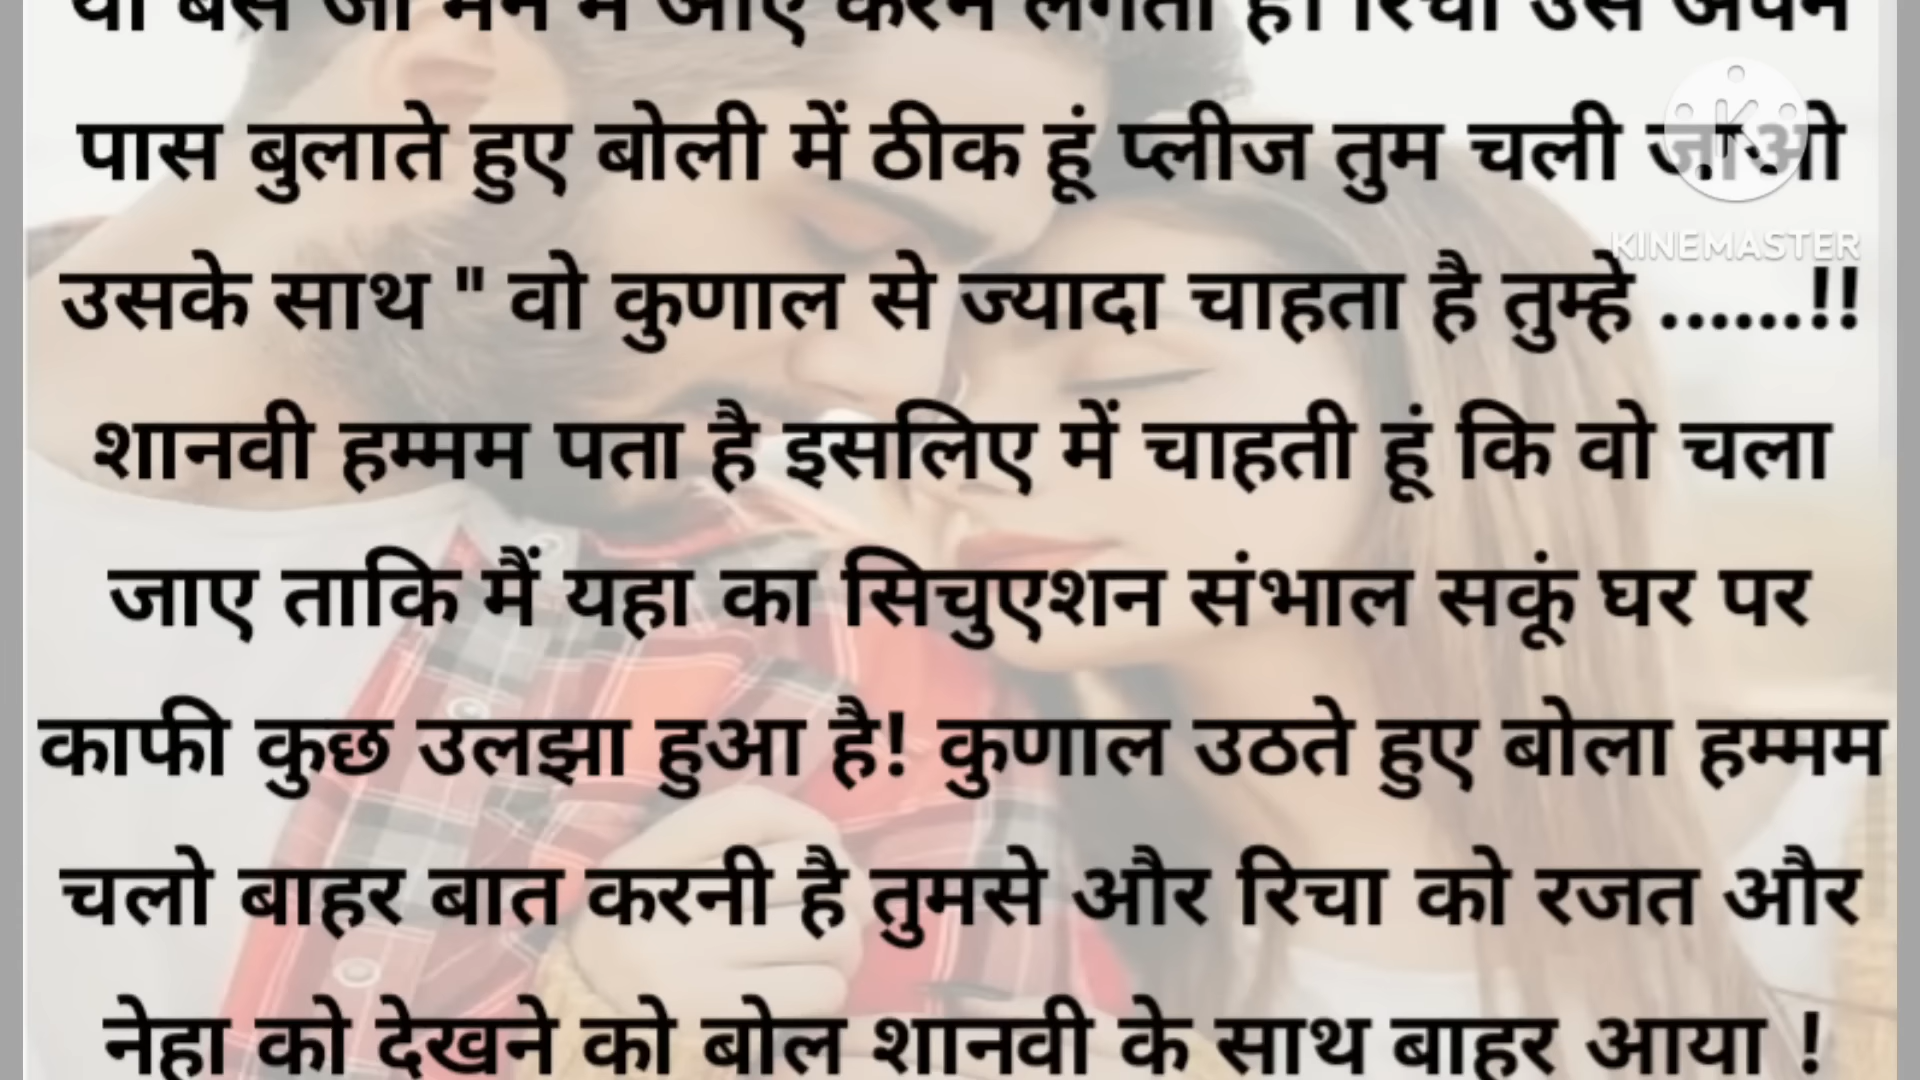 बस जो मन में आए करने लगता है। रिचा उसे अपने
पास बुलाते हुए बोली में ठीक हूं प्लीज तुम चली जाओ
KINEMASTER
उसके साथ " वो कुणाल से ज्यादा चाहता है तुम्हे ......!!
शानवी हम्मम पता है इसलिए में चाहती हूं कि वो चला
जाए ताकि मैं यहा का सिचुएशन संभाल सकूं घर पर
काफी कुछ उलझा हुआ है! कुणाल उठते हुए बोला हम्मम
चलो बाहर बात करनी है तुमसे और रिचा को रजत और
नेहा को देखने को बोल शानवी के साथ बाहर आया !